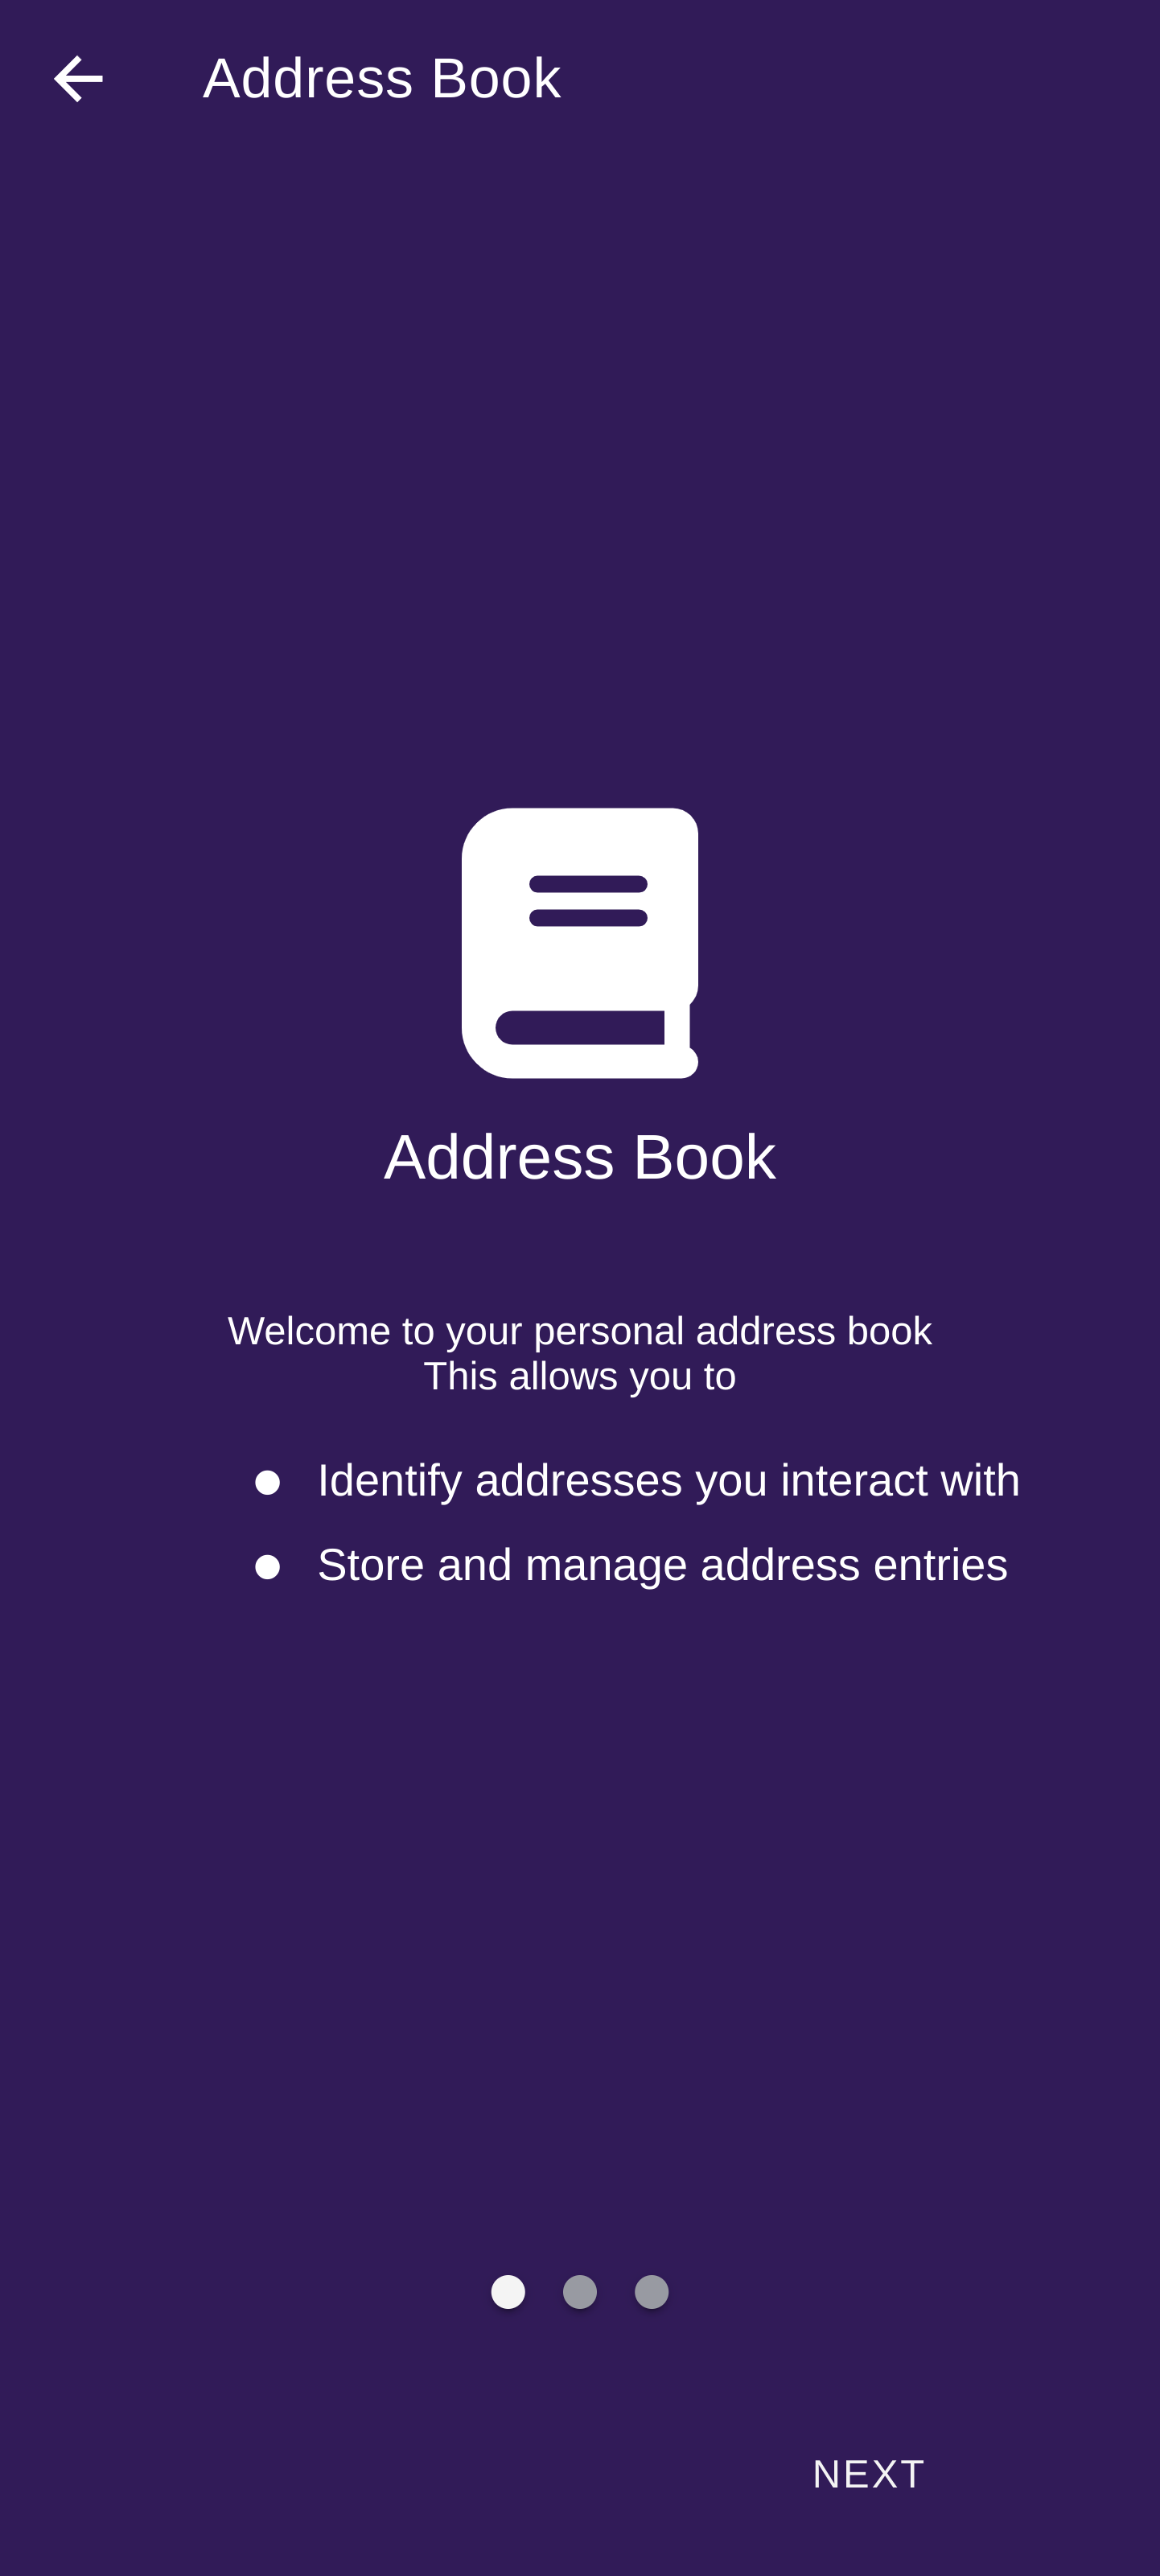 Address Book
Address Book
Welcome to your personal address book
This allows you to
Identify addresses you interact with
Store and manage address entries
NEXT